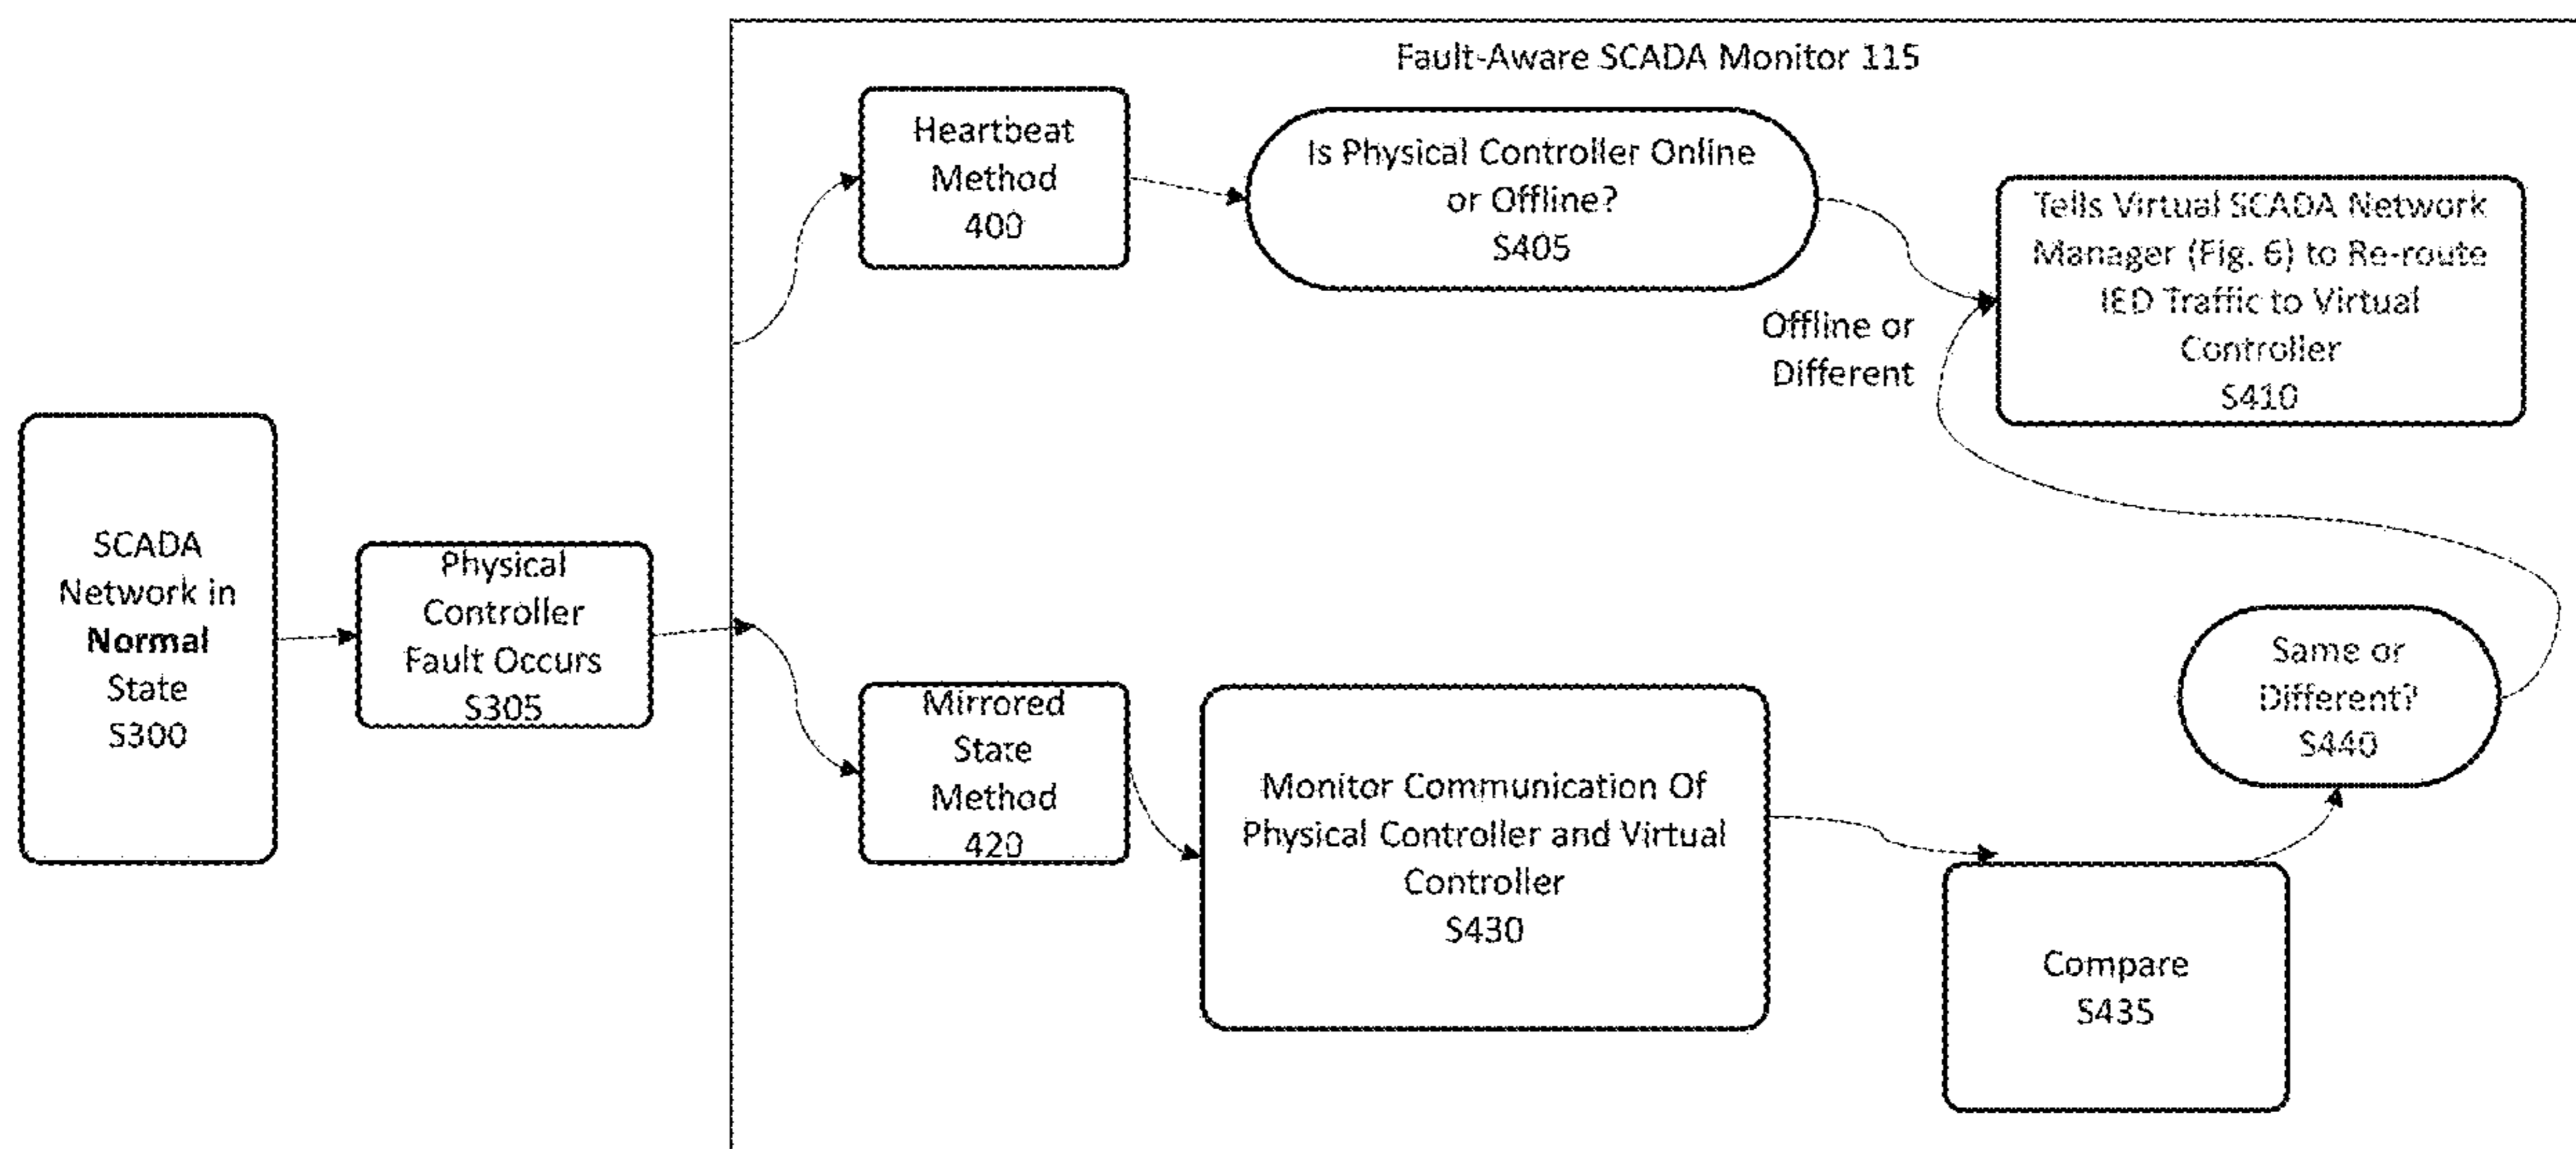 Fault-Aware SCADA Monitor 115
Heartbeat
Method
400
Is Physical Controller Online
or Offline?
S405
Tells Virtual SCADA Network
Manager (Fig. 6) to Re-route
IED Traffic to Virtual
Controller
S410
Offline or
Different
SCADA
Network in
Normal
State
S300
Physical
Controller
Fault Occurs
S305
Mirrored
State
Method
420
Monitor Communication Of
Physical Controller and Virtual
Controller
S430
Same or
Different?
S440
Compare
S435